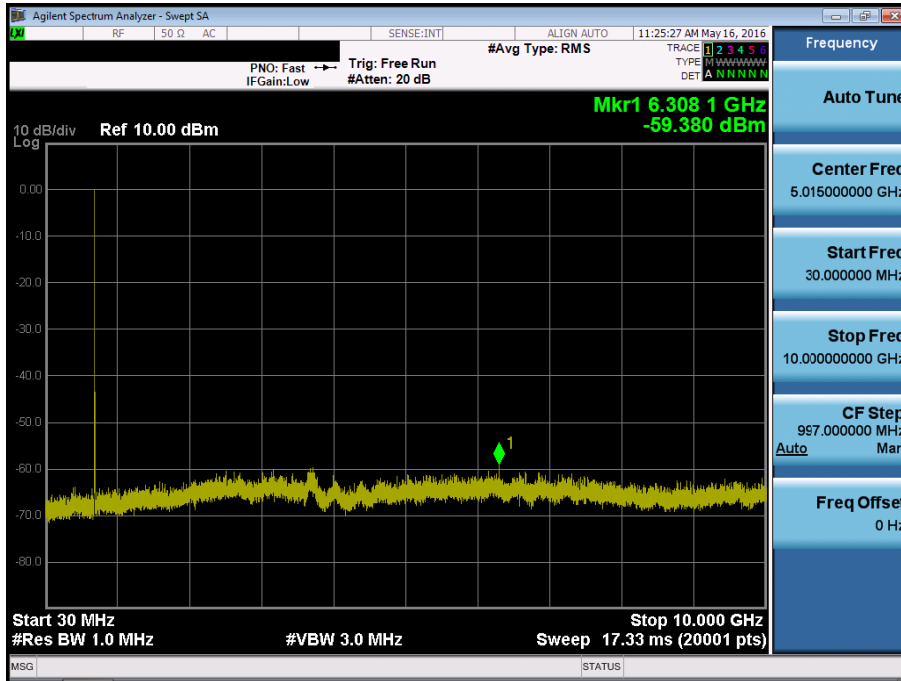 Agilent Spectrum Analyzer - Swept SA
LXI RF 50 Ω AC SENSE:INT ALIGN AUTO 11:25:27 AM May 16, 2016
#Avg Type: RMS
TRACE 1 2 3 4 5 6
TYPE M WWWWW
DET A N N N N N
PNO: Fast
IFGain:Low
Trig: Free Run
#Atten: 20 dB
Mkr1 6.308 1 GHz
-59.380 dBm
10 dB/div Ref 10.00 dBm
Log
0.00
-10.0
-20.0
-30.0
-40.0
-50.0
-60.0
-70.0
-80.0
1
Start 30 MHz Stop 10.000 GHz
#Res BW 1.0 MHz #VBW 3.0 MHz Sweep 17.33 ms (20001 pts)
MSG STATUS
Frequency
Auto Tune
Center Freq
5.015000000 GHz
Start Freq
30.000000 MHz
Stop Freq
10.000000000 GHz
CF Step
997.000000 MHz
Auto Man
Freq Offset
0 Hz